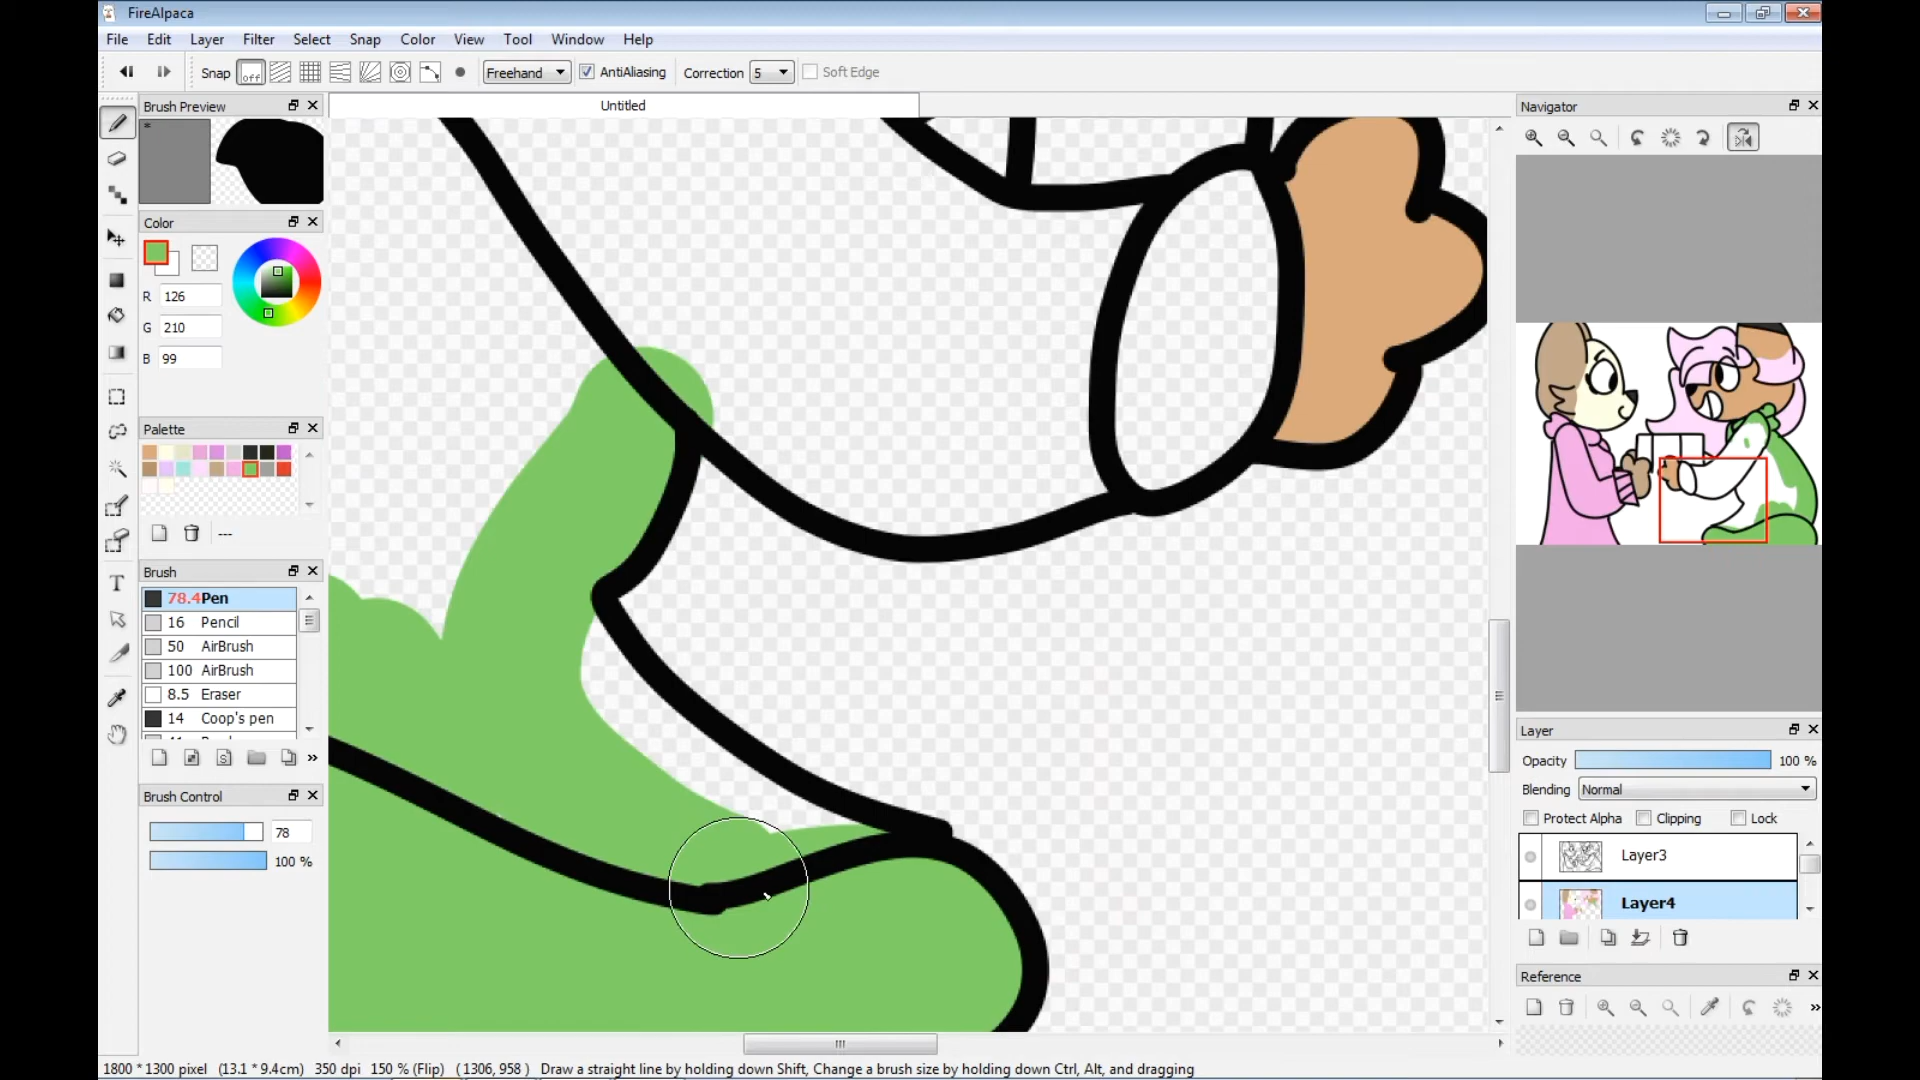 FireAlpaca
File Edit Layer Filter Select Snap Color View Tool Window Help
Snap off Freehand AntiAliasing Correction 5 Soft Edge
Brush Preview
Untitled
Navigator
*
Color
R 126
G 210
B 99
Palette
---
Brush
78.4 Pen
16 Pencil
50 AirBrush
100 AirBrush
8.5 Eraser
14 Coop's pen
Brush Control
78
100 %
Layer
Opacity 100 %
Blending Normal
Protect Alpha Clipping Lock
Layer3
Layer4
Reference
1800 * 1300 pixel (13.1 * 9.4cm) 350 dpi 150 % (Flip) ( 1306, 958 ) Draw a straight line by holding down Shift, Change a brush size by holding down Ctrl, Alt, and dragging